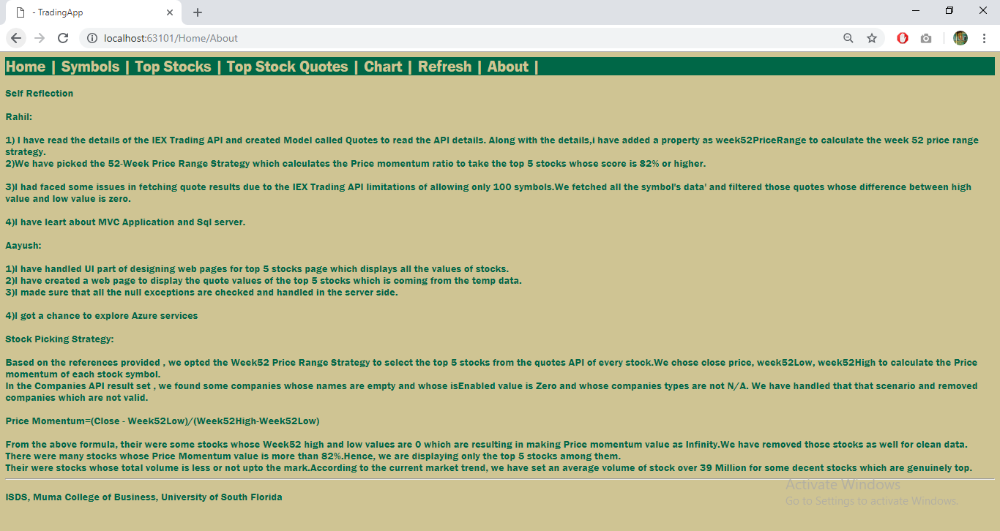 - TradingApp
localhost:63101/Home/About
Home | Symbols | Top Stocks | Top Stock Quotes | Chart | Refresh | About |
Self Reflection
Rahil:
1) I have read the details of the IEX Trading API and created Model called Quotes to read the API details. Along with the details,i have added a property as week52PriceRange to calculate the week 52 price range
strategy.
2)We have picked the 52-Week Price Range Strategy which calculates the Price momentum ratio to take the top 5 stocks whose score is 82% or higher.
3)I had faced some issues in fetching quote results due to the IEX Trading API limitations of allowing only 100 symbols.We fetched all the symbol's data' and filtered those quotes whose difference between high
value and low value is zero.
4)I have leart about MVC Application and Sql server.
Aayush:
1)I have handled UI part of designing web pages for top 5 stocks page which displays all the values of stocks.
2)I have created a web page to display the quote values of the top 5 stocks which is coming from the temp data.
3)I made sure that all the null exceptions are checked and handled in the server side.
4)I got a chance to explore Azure services
Stock Picking Strategy:
Based on the references provided , we opted the Week52 Price Range Strategy to select the top 5 stocks from the quotes API of every stock.We chose close price, week52Low, week52High to calculate the Price
momentum of each stock symbol.
In the Companies API result set , we found some companies whose names are empty and whose isEnabled value is Zero and whose companies types are not N/A. We have handled that that scenario and removed
companies which are not valid.
Price Momentum=(Close - Week52Low)/(Week52High-Week52Low)
From the above formula, their were some stocks whose Week52 high and low values are 0 which are resulting in making Price momentum value as Infinity.We have removed those stocks as well for clean data.
There were many stocks whose Price Momentum value is more than 82%.Hence, we are displaying only the top 5 stocks among them.
Their were stocks whose total volume is less or not upto the mark.According to the current market trend, we have set an average volume of stock over 39 Million for some decent stocks which are genuinely top.
Activate Windows
Go to Settings to activate Windows.
ISDS, Muma College of Business, University of South Florida